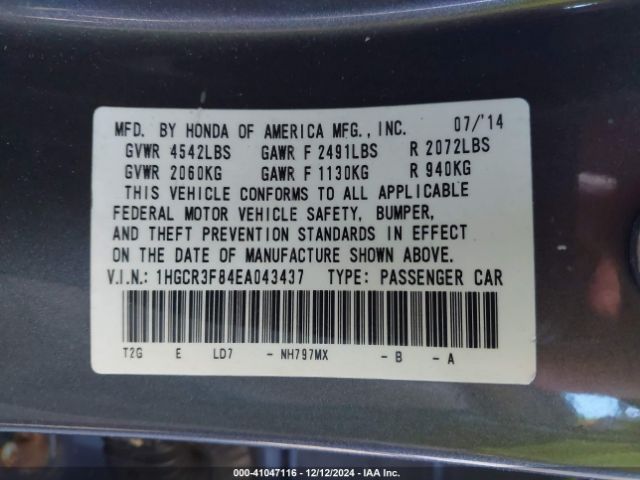 MFD. BY HONDA OF AMERICA MFG., INC. 07/'14
GVWR 4542LBS GAWR F 2491LBS R 2072LBS
GVWR 2060KG GAWR F 1130KG R 940KG
THIS VEHICLE CONFORMS TO ALL APPLICABLE
FEDERAL MOTOR VEHICLE SAFETY, BUMPER,
AND THEFT PREVENTION STANDARDS IN EFFECT
ON THE DATE OF MANUFACTURE SHOWN ABOVE.
V.I.N.: 1HGCR3F84EA043437 TYPE: PASSENGER CAR
T2G E LD7 - NH797MX - B - A
000-41047116 - 12/12/2024 - IAA Inc.